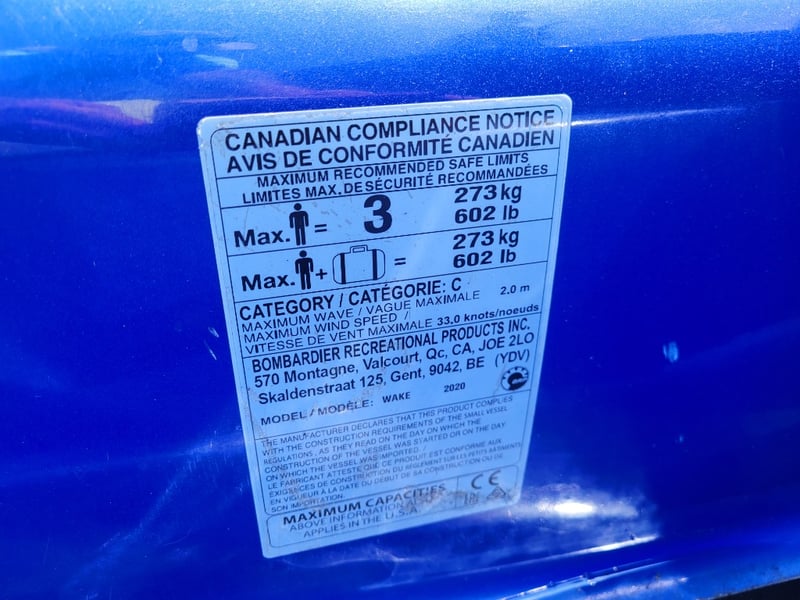 CANADIAN COMPLIANCE NOTICE
AVIS DE CONFORMITÉ CANADIEN
MAXIMUM RECOMMENDED SAFE LIMITS
LIMITES MAX. DE SÉCURITÉ RECOMMANDÉES
Max. = 3 273 kg
602 lb
Max. + = 273 kg
602 lb
CATEGORY / CATÉGORIE: C
MAXIMUM WAVE / VAGUE MAXIMALE 2.0 m
MAXIMUM WIND SPEED /
VITESSE DE VENT MAXIMALE 33,0 knots/noeuds
BOMBARDIER RECREATIONAL PRODUCTS INC.
570 Montagne, Valcourt, Qc, CA, JOE 2LO
Skaldenstraat 125, Gent, 9042, BE (YDV)
MODEL / MODÈLE: WAKE 2020
THE MANUFACTURER DECLARES THAT THIS PRODUCT COMPLIES
WITH THE CONSTRUCTION REQUIREMENTS OF THE SMALL VESSEL
REGULATIONS, AS THEY READ ON THE DAY ON WHICH THE
CONSTRUCTION OF THE VESSEL WAS STARTED OR ON THE DAY
ON WHICH THE VESSEL WAS IMPORTED.
LE FABRICANT ATTESTE QUE CE PRODUIT EST CONFORME AUX
EXIGENCES DE CONSTRUCTION DU RÈGLEMENT SUR LES PETITS BÂTIMENTS
EN VIGUEUR À LA DATE DU DÉBUT DE SA CONSTRUCTION OU DE
SON IMPORTATION
MAXIMUM CAPACITIES CE
ABOVE INFORMATION
APPLIES IN THE U.S.A.